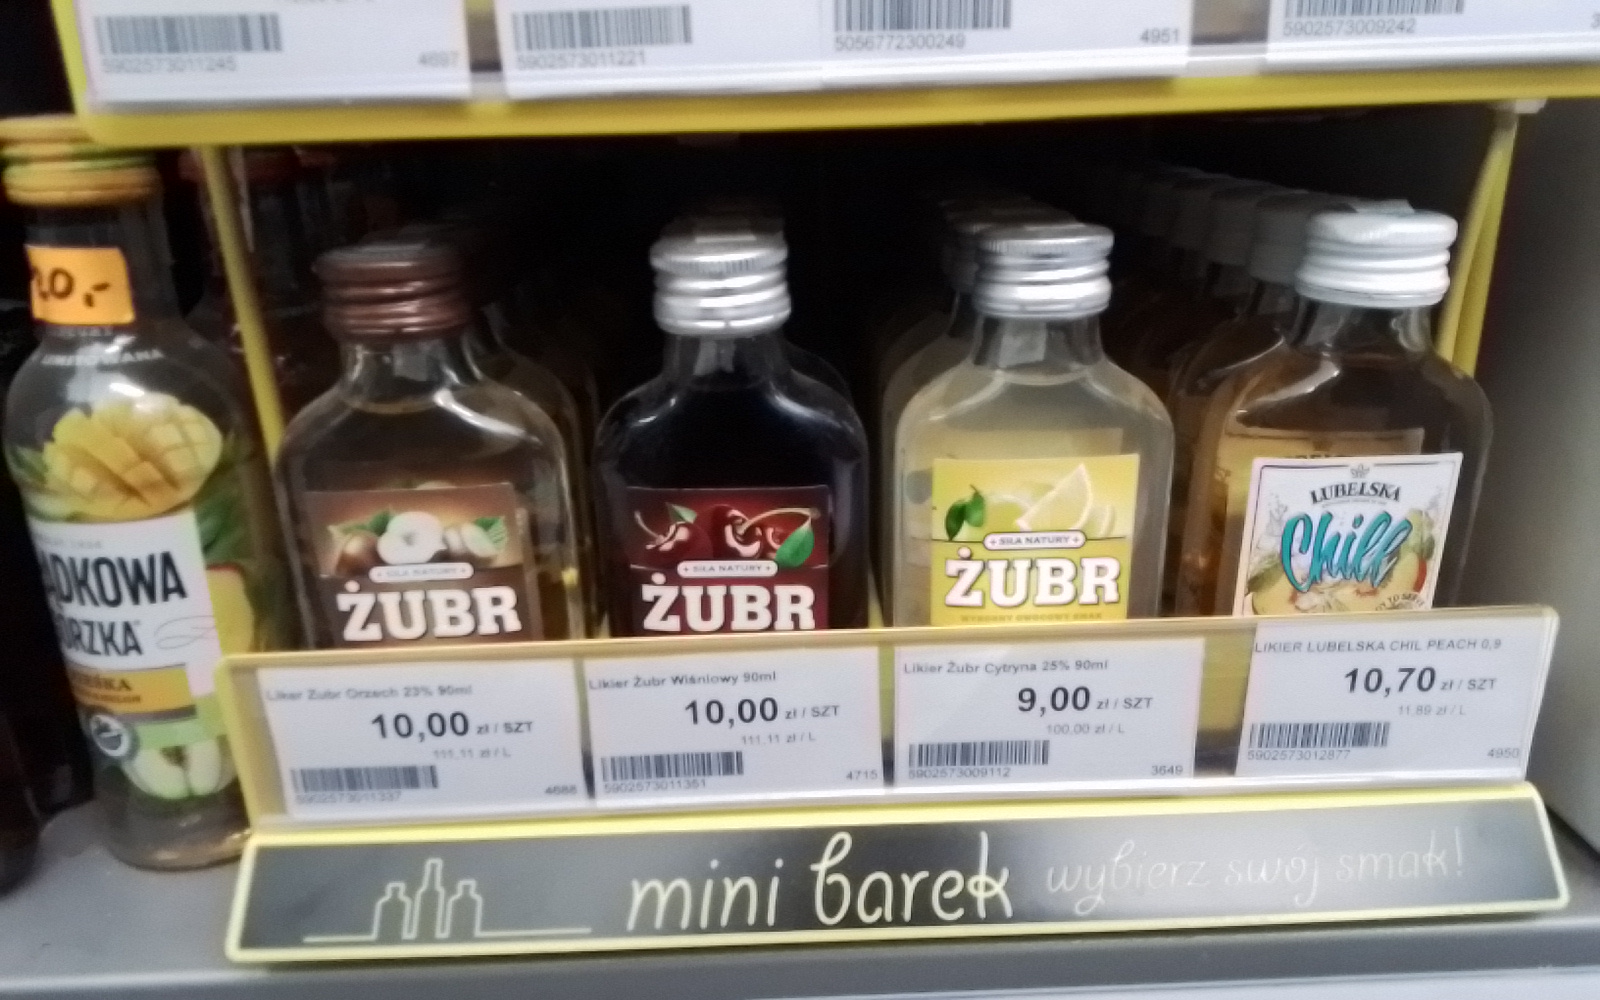 5902573011245
4697
5902573011221
5056772300249
4951
5902573009242
20,-
LIMITOWANA
ĄDKOWA
ORZKA
SIŁA NATURY
ŻUBR
SIŁA NATURY
ŻUBR
SIŁA NATURY
ŻUBR
LUBELSKA
Chill
Likier Żubr Orzech 23% 90ml
10,00 zł / SZT
111,11 zł / L
5902573011337
4688
Likier Żubr Wiśniowy 90ml
10,00 zł / SZT
111,11 zł / L
5902573011351
4715
Likier Żubr Cytryna 25% 90ml
9,00 zł / SZT
100,00 zł / L
5902573009112
3649
LIKIER LUBELSKA CHIL PEACH 0,9
10,70 zł / SZT
11,89 zł / L
5902573012877
4950
mini barek wybierz swój smak!